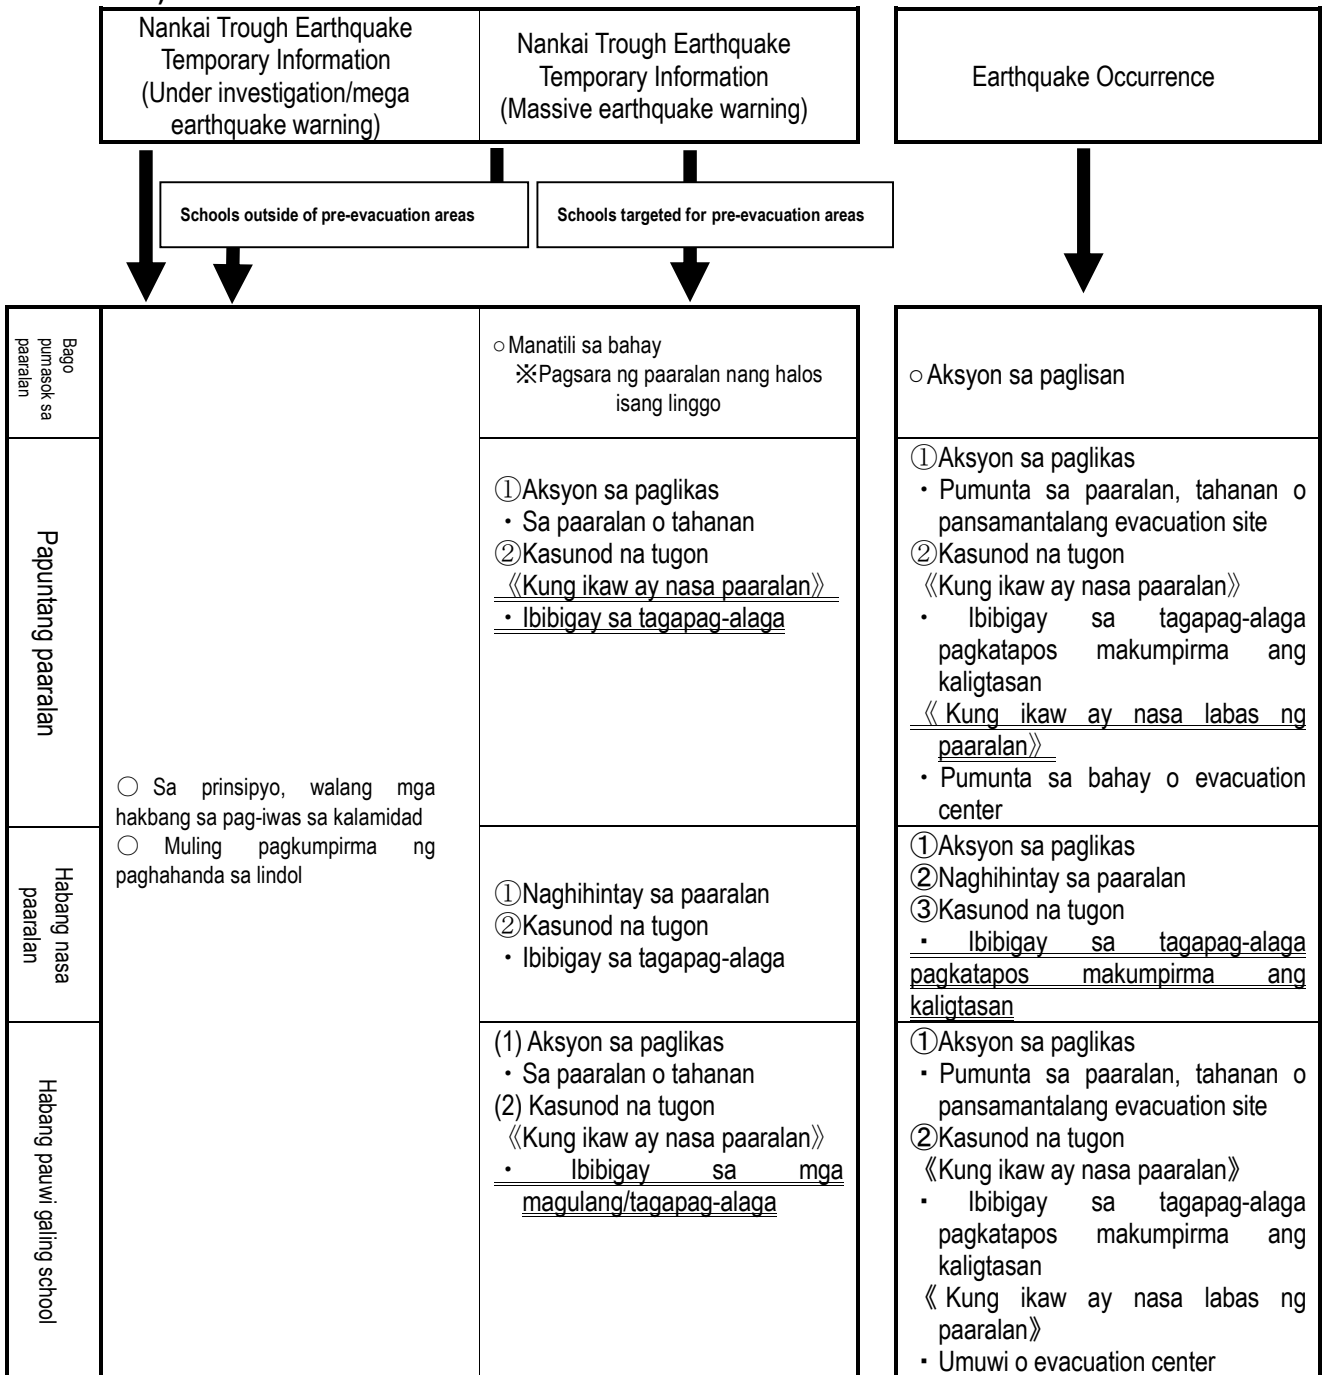 Nankai Trough Earthquake
Temporary Information
(Under investigation/mega
earthquake warning)
Nankai Trough Earthquake
Temporary Information
(Massive earthquake warning)
Earthquake Occurrence
Schools outside of pre-evacuation areas
Schools targeted for pre-evacuation areas
Bago
pumasok sa
paaralan
○Manatili sa bahay
※Pagsara ng paaralan nang halos
isang linggo
○Aksyon sa paglisan
Papuntang paaralan
①Aksyon sa paglikas
・Sa paaralan o tahanan
②Kasunod na tugon
《Kung ikaw ay nasa paaralan》
・Ibibigay sa tagapag-alaga
①Aksyon sa paglikas
・Pumunta sa paaralan, tahanan o
pansamantalang evacuation site
②Kasunod na tugon
《Kung ikaw ay nasa paaralan》
・Ibibigay sa tagapag-alaga
pagkatapos makumpirma ang
kaligtasan
《Kung ikaw ay nasa labas ng
paaralan》
・Pumunta sa bahay o evacuation
center
○ Sa prinsipyo, walang mga
hakbang sa pag-iwas sa kalamidad
○ Muling pagkumpirma ng
paghahanda sa lindol
Habang nasa
paaralan
①Naghihintay sa paaralan
②Kasunod na tugon
・Ibibigay sa tagapag-alaga
①Aksyon sa paglikas
②Naghihintay sa paaralan
③Kasunod na tugon
・Ibibigay sa tagapag-alaga
pagkatapos makumpirma ang
kaligtasan
Habang pauwi galing school
(1) Aksyon sa paglikas
・Sa paaralan o tahanan
(2) Kasunod na tugon
《Kung ikaw ay nasa paaralan》
・Ibibigay sa mga
magulang/tagapag-alaga
①Aksyon sa paglikas
・Pumunta sa paaralan, tahanan o
pansamantalang evacuation site
②Kasunod na tugon
《Kung ikaw ay nasa paaralan》
・Ibibigay sa tagapag-alaga
pagkatapos makumpirma ang
kaligtasan
《Kung ikaw ay nasa labas ng
paaralan》
・Umuwi o evacuation center